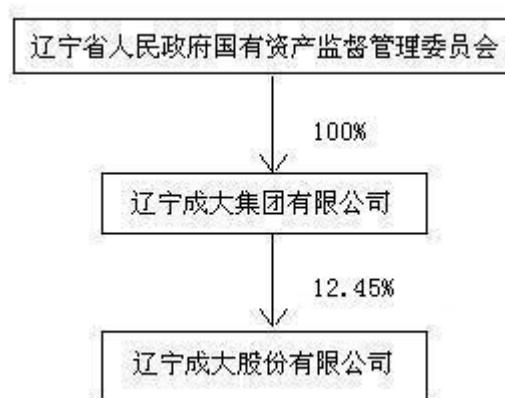 辽宁省人民政府国有资产监督管理委员会
100%
辽宁成大集团有限公司
12.45%
辽宁成大股份有限公司